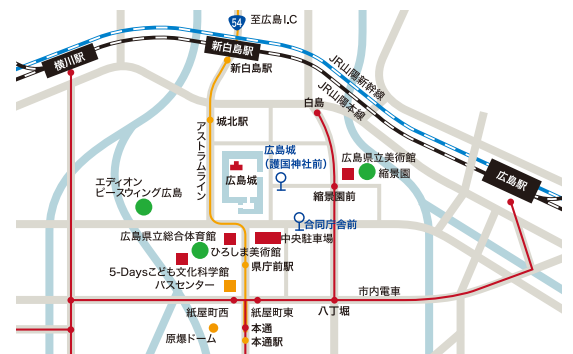 54
至広島I.C
新白島駅
横川駅
新白島駅
JR山陽新幹線
JR山陽本線
白島
城北駅
アストラムライン
広島城
(護国神社前)
広島県立美術館
縮景園
広島城
広島駅
エディオン
ピースウィング広島
縮景園前
合同庁舎前
広島県立総合体育館
中央駐車場
ひろしま美術館
県庁前駅
5-Daysこども文化科学館
バスセンター
市内電車
紙屋町西
紙屋町東
八丁堀
原爆ドーム
本通
本通駅